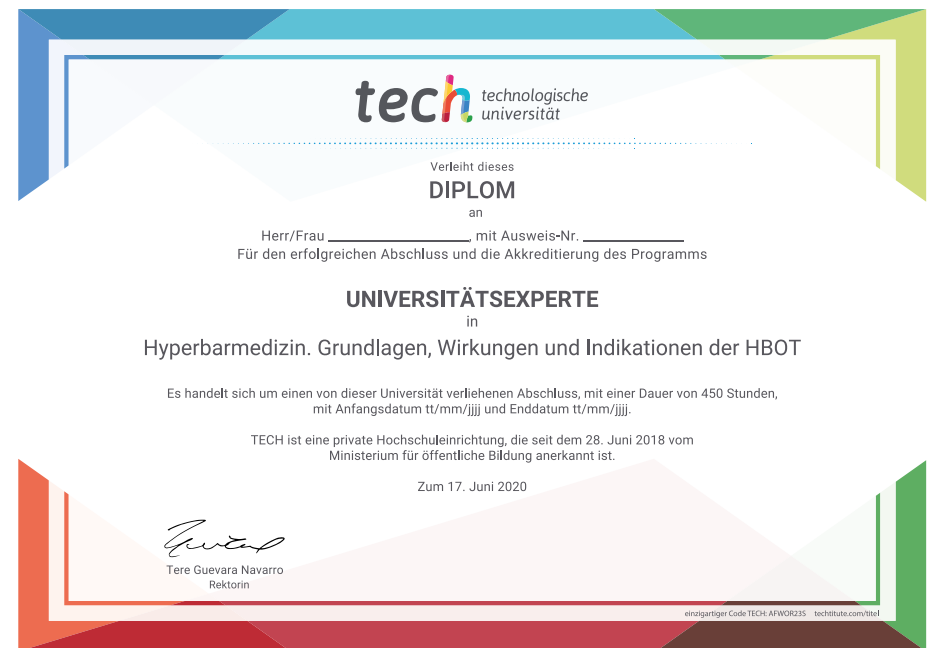 tech technologische
universität
Verleiht dieses
DIPLOM
an
Herr/Frau ____________________, mit Ausweis-Nr. ______________
Für den erfolgreichen Abschluss und die Akkreditierung des Programms
UNIVERSITÄTSEXPERTE
in
Hyperbarmedizin. Grundlagen, Wirkungen und Indikationen der HBOT
Es handelt sich um einen von dieser Universität verliehenen Abschluss, mit einer Dauer von 450 Stunden,
mit Anfangsdatum tt/mm/jjjj und Enddatum tt/mm/jjjj.
TECH ist eine private Hochschuleinrichtung, die seit dem 28. Juni 2018 vom
Ministerium für öffentliche Bildung anerkannt ist.
Zum 17. Juni 2020
Tere Guevara Navarro
Rektorin
einzigartiger Code TECH: AFWOR23S techtitute.com/titel